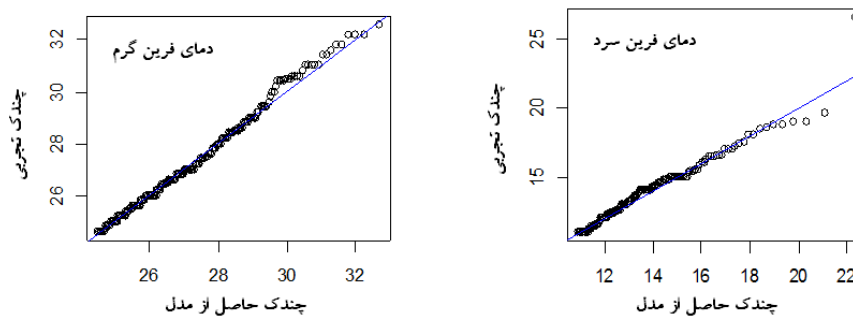 دمای فرین گرم
چندک تجربی
32
30
28
26
26 28 30 32
چندک حاصل از مدل
دمای فرین سرد
چندک تجربی
25
20
15
12 14 16 18 20 22
چندک حاصل از مدل